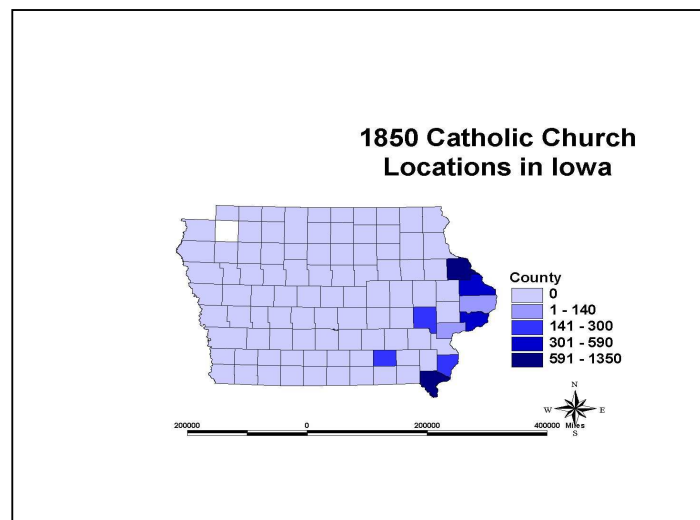 1850 Catholic Church
Locations in Iowa
County
0
1 - 140
141 - 300
301 - 590
591 - 1350
N
W
E
S
200000
0
200000
400000 Miles